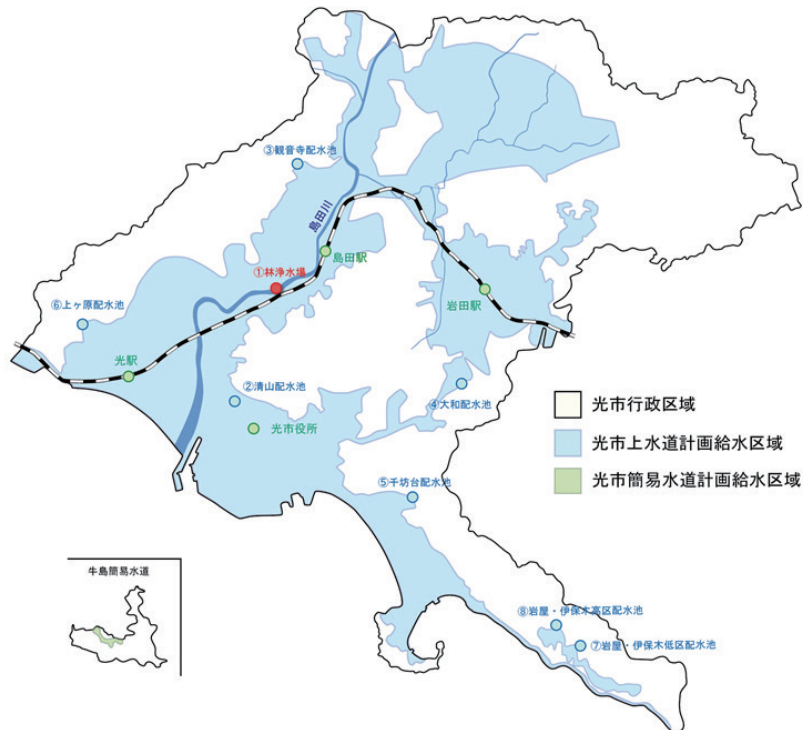 ③観音寺配水池
島田川
島田駅
①林浄水場
岩田駅
⑥上ヶ原配水池
光駅
②清山配水池
④大和配水池
光市役所
光市行政区域
光市上水道計画給水区域
光市簡易水道計画給水区域
⑤千坊台配水池
牛島簡易水道
⑧岩屋・伊保木高区配水池
⑦岩屋・伊保木低区配水池